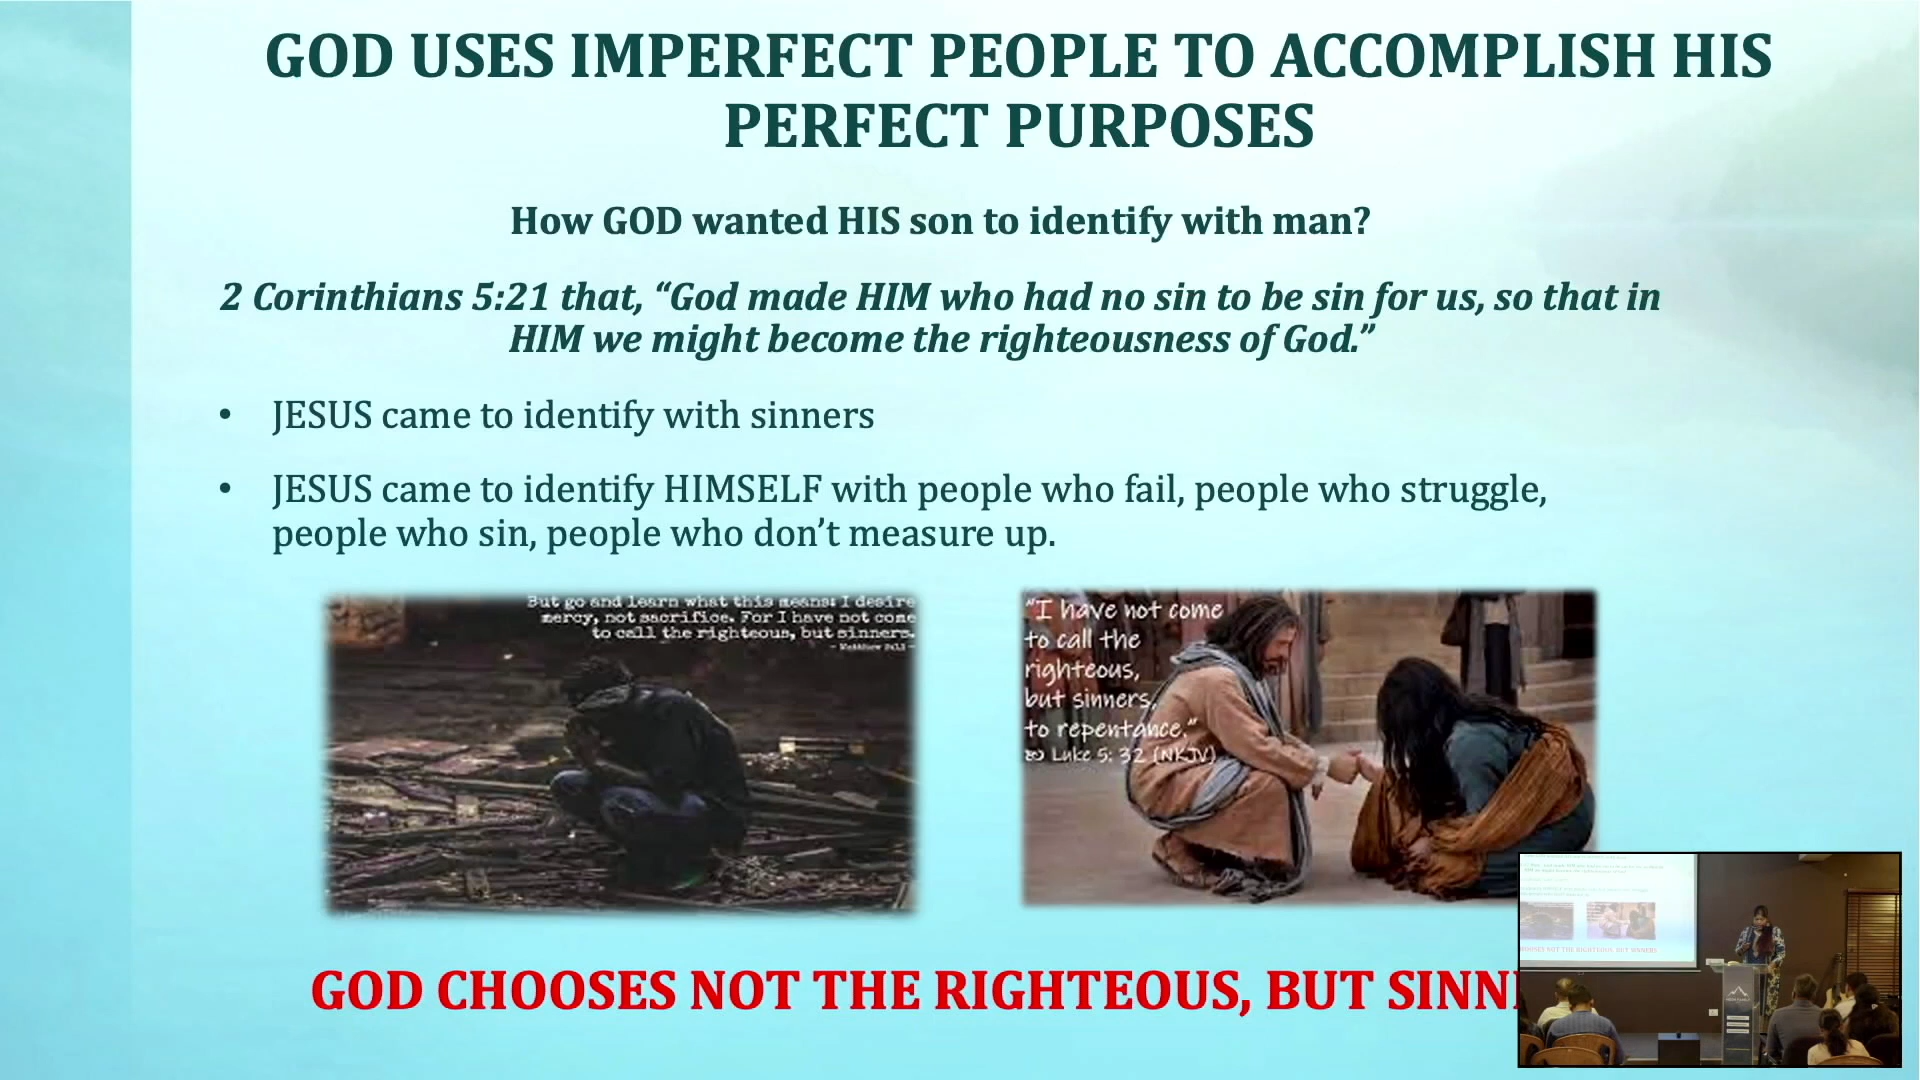 GOD USES IMPERFECT PEOPLE TO ACCOMPLISH HIS
PERFECT PURPOSES
How GOD wanted HIS son to identify with man?
2 Corinthians 5:21 that, “God made HIM who had no sin to be sin for us, so that in
HIM we might become the righteousness of God.”
• JESUS came to identify with sinners
• JESUS came to identify HIMSELF with people who fail, people who struggle,
people who sin, people who don’t measure up.
But go and learn what this means: I desire
mercy, not sacrifice. For I have not come
to call the righteous, but sinners.
"I have not come
to call the
righteous,
but sinners,
to repentance."
Luke 5: 32 (NKJV)
GOD CHOOSES NOT THE RIGHTEOUS, BUT